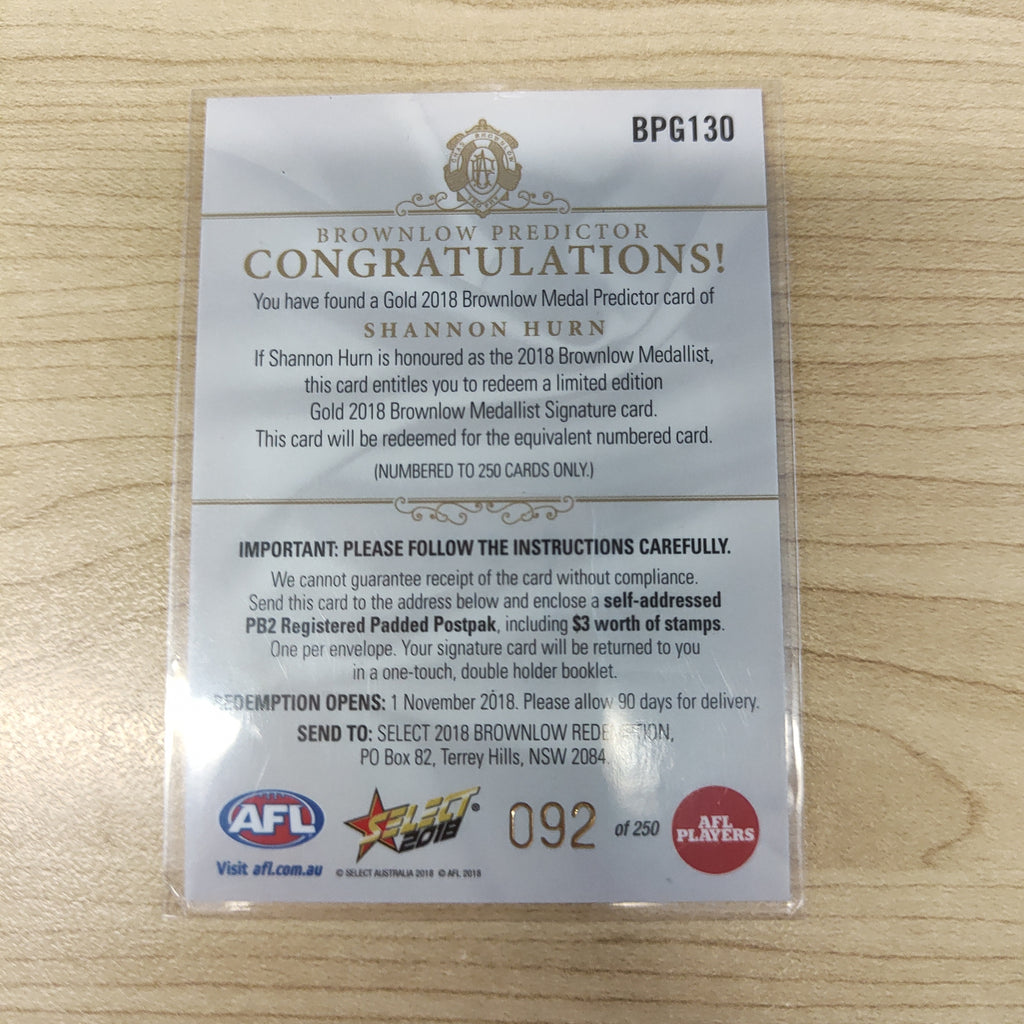 BPG130
CHAS BROWNLOW
BROWNLOW PREDICTOR
CONGRATULATIONS!
You have found a Gold 2018 Brownlow Medal Predictor card of
SHANNON HURN
If Shannon Hurn is honoured as the 2018 Brownlow Medallist,
this card entitles you to redeem a limited edition
Gold 2018 Brownlow Medallist Signature card.
This card will be redeemed for the equivalent numbered card.
(NUMBERED TO 250 CARDS ONLY.)
IMPORTANT: PLEASE FOLLOW THE INSTRUCTIONS CAREFULLY.
We cannot guarantee receipt of the card without compliance.
Send this card to the address below and enclose a self-addressed
PB2 Registered Padded Postpak, including $3 worth of stamps.
One per envelope. Your signature card will be returned to you
in a one-touch, double holder booklet.
REDEMPTION OPENS: 1 November 2018. Please allow 90 days for delivery.
SEND TO: SELECT 2018 BROWNLOW REDEMPTION,
PO Box 82, Terrey Hills, NSW 2084.
AFL
SELECT®
2018
092 of 250
AFL
PLAYERS
Visit afl.com.au
© SELECT AUSTRALIA 2018 © AFL 2018